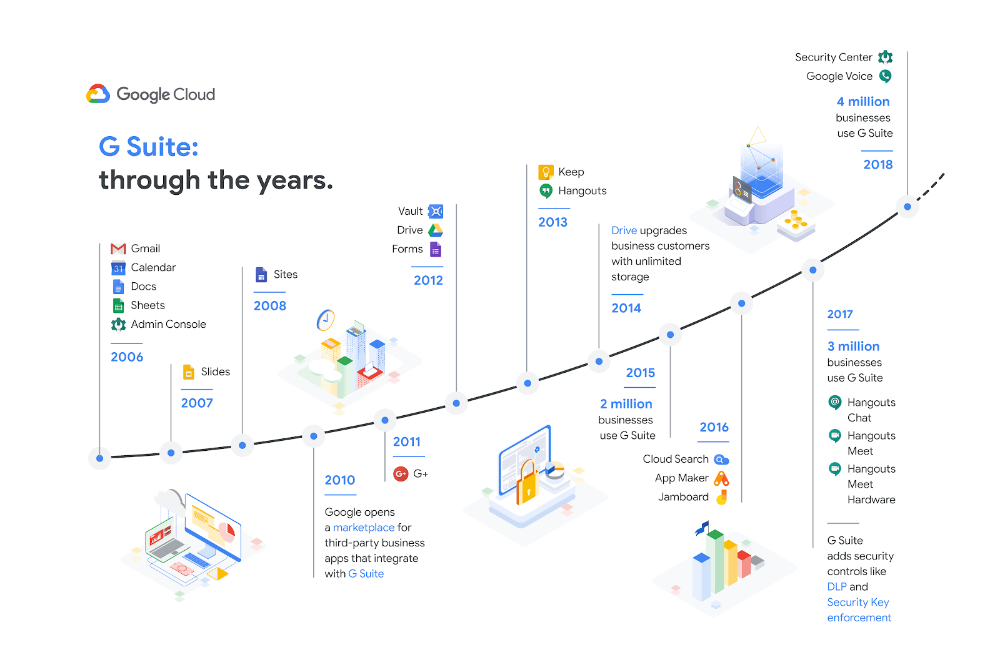 Google Cloud
G Suite:
through the years.
Gmail
31
Calendar
Docs
Sheets
Admin Console
2006
Slides
2007
Sites
2008
2010
Google opens
a marketplace for
third-party business
apps that integrate
with G Suite
2011
G+
G+
Vault
Drive
Forms
2012
Keep
Hangouts
2013
Drive upgrades
business customers
with unlimited
storage
2014
2015
2 million
businesses
use G Suite
2016
Cloud Search
App Maker
Jamboard
2017
3 million
businesses
use G Suite
@
Hangouts
Chat
Hangouts
Meet
Hangouts
Meet
Hardware
G Suite
adds security
controls like
DLP and
Security Key
enforcement
Security Center
Google Voice
4 million
businesses
use G Suite
2018